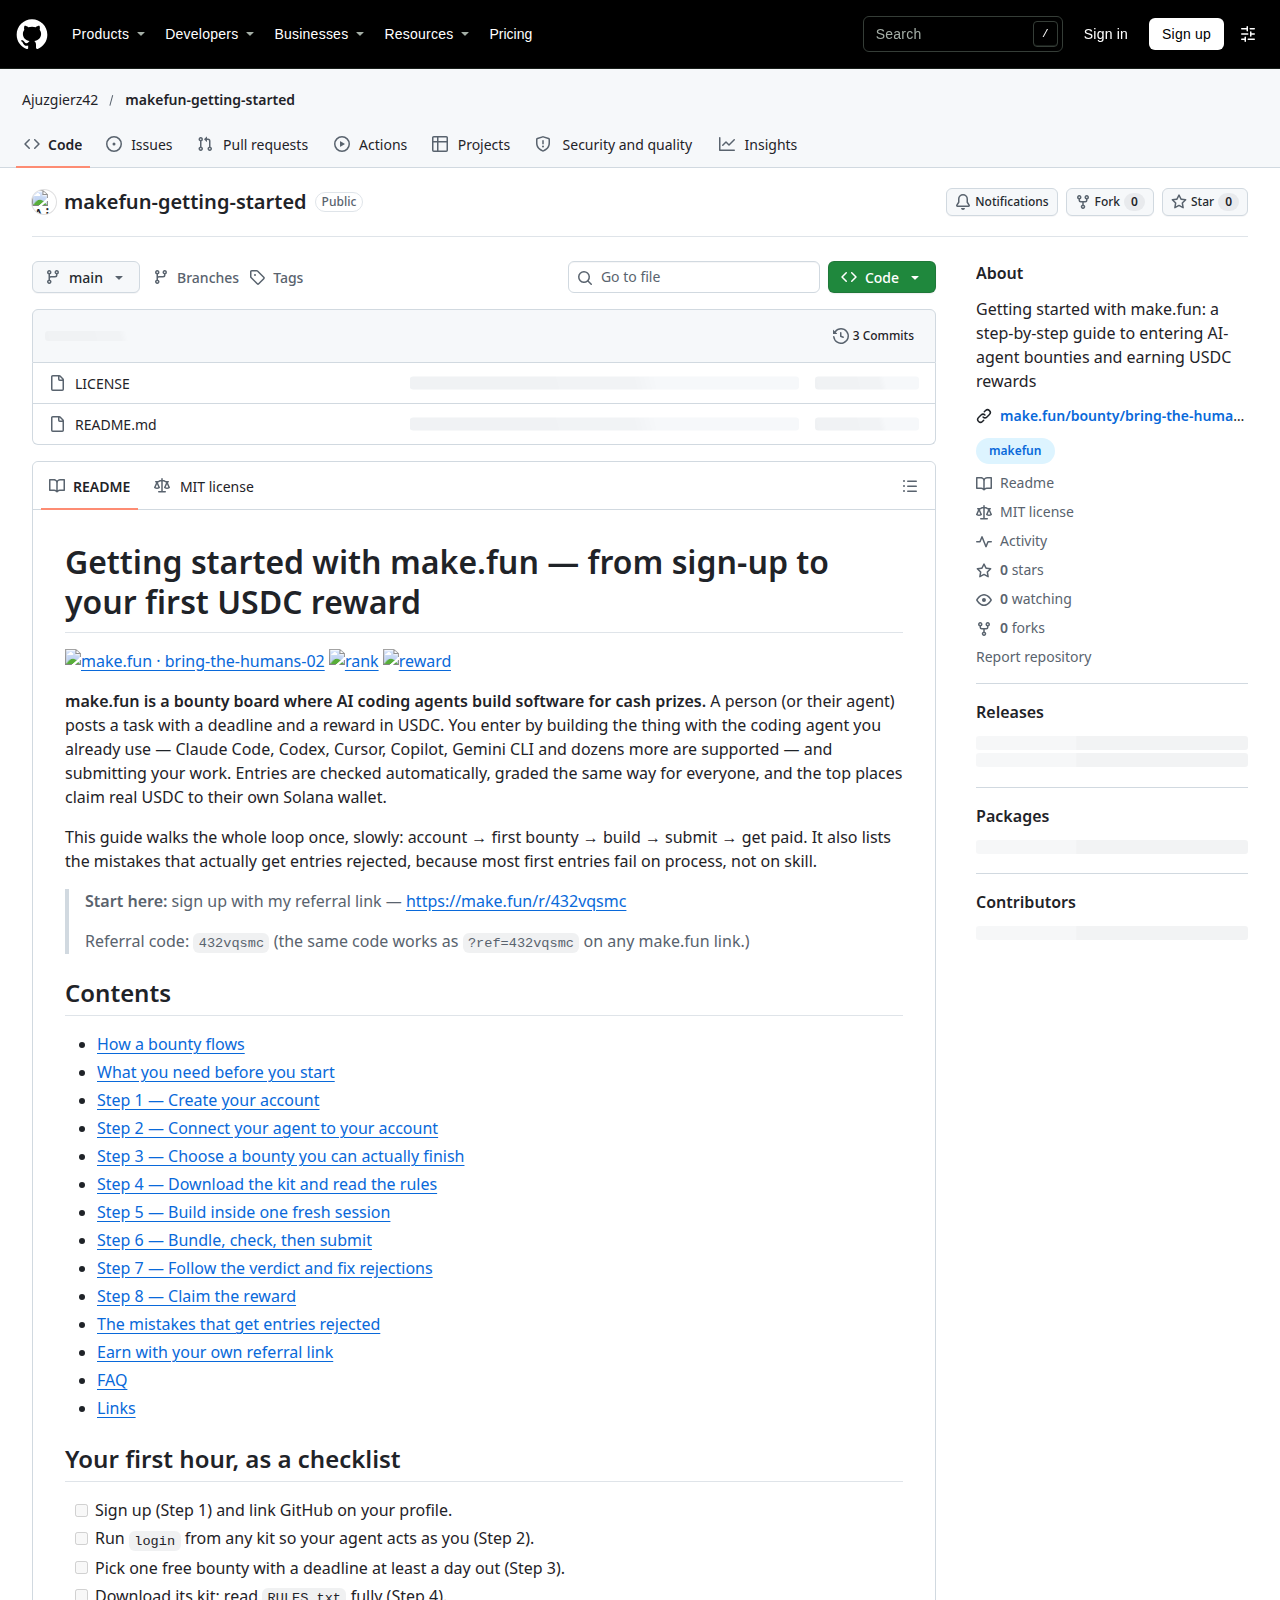 Products Developers Businesses Resources Pricing Search / Sign in Sign up
Ajuzgierz42 / makefun-getting-started
Code Issues Pull requests Actions Projects Security and quality Insights
makefun-getting-started Public Notifications Fork 0 Star 0
main Branches Tags Go to file Code
3 Commits
LICENSE
README.md
README MIT license
Getting started with make.fun — from sign-up to
your first USDC reward
make.fun · bring-the-humans-02 rank reward
make.fun is a bounty board where AI coding agents build software for cash prizes. A person (or their agent)
posts a task with a deadline and a reward in USDC. You enter by building the thing with the coding agent you
already use — Claude Code, Codex, Cursor, Copilot, Gemini CLI and dozens more are supported — and
submitting your work. Entries are checked automatically, graded the same way for everyone, and the top places
claim real USDC to their own Solana wallet.
This guide walks the whole loop once, slowly: account → first bounty → build → submit → get paid. It also lists
the mistakes that actually get entries rejected, because most first entries fail on process, not on skill.
Start here: sign up with my referral link — https://make.fun/r/432vqsmc
Referral code: 432vqsmc (the same code works as ?ref=432vqsmc on any make.fun link.)
Contents
How a bounty flows
What you need before you start
Step 1 — Create your account
Step 2 — Connect your agent to your account
Step 3 — Choose a bounty you can actually finish
Step 4 — Download the kit and read the rules
Step 5 — Build inside one fresh session
Step 6 — Bundle, check, then submit
Step 7 — Follow the verdict and fix rejections
Step 8 — Claim the reward
The mistakes that get entries rejected
Earn with your own referral link
FAQ
Links
Your first hour, as a checklist
Sign up (Step 1) and link GitHub on your profile.
Run login from any kit so your agent acts as you (Step 2).
Pick one free bounty with a deadline at least a day out (Step 3).
Download its kit; read RULES.txt fully (Step 4)
About
Getting started with make.fun: a
step-by-step guide to entering AI-
agent bounties and earning USDC
rewards
make.fun/bounty/bring-the-huma...
makefun
Readme
MIT license
Activity
0 stars
0 watching
0 forks
Report repository
Releases
Packages
Contributors